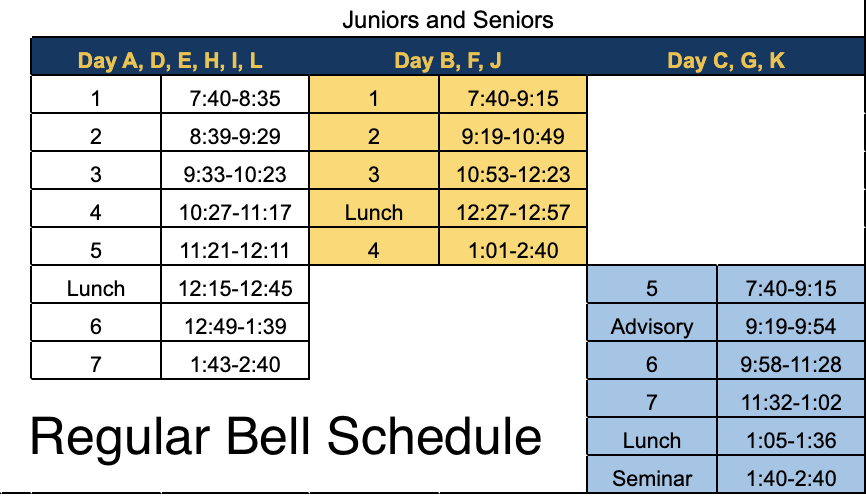 Juniors and Seniors
Day A, D, E, H, I, L Day B, F, J Day C, G, K
1 7:40-8:35 1 7:40-9:15
2 8:39-9:29 2 9:19-10:49
3 9:33-10:23 3 10:53-12:23
4 10:27-11:17 Lunch 12:27-12:57
5 11:21-12:11 4 1:01-2:40
Lunch 12:15-12:45 5 7:40-9:15
6 12:49-1:39 Advisory 9:19-9:54
7 1:43-2:40 6 9:58-11:28
7 11:32-1:02
Regular Bell Schedule
Lunch 1:05-1:36
Seminar 1:40-2:40